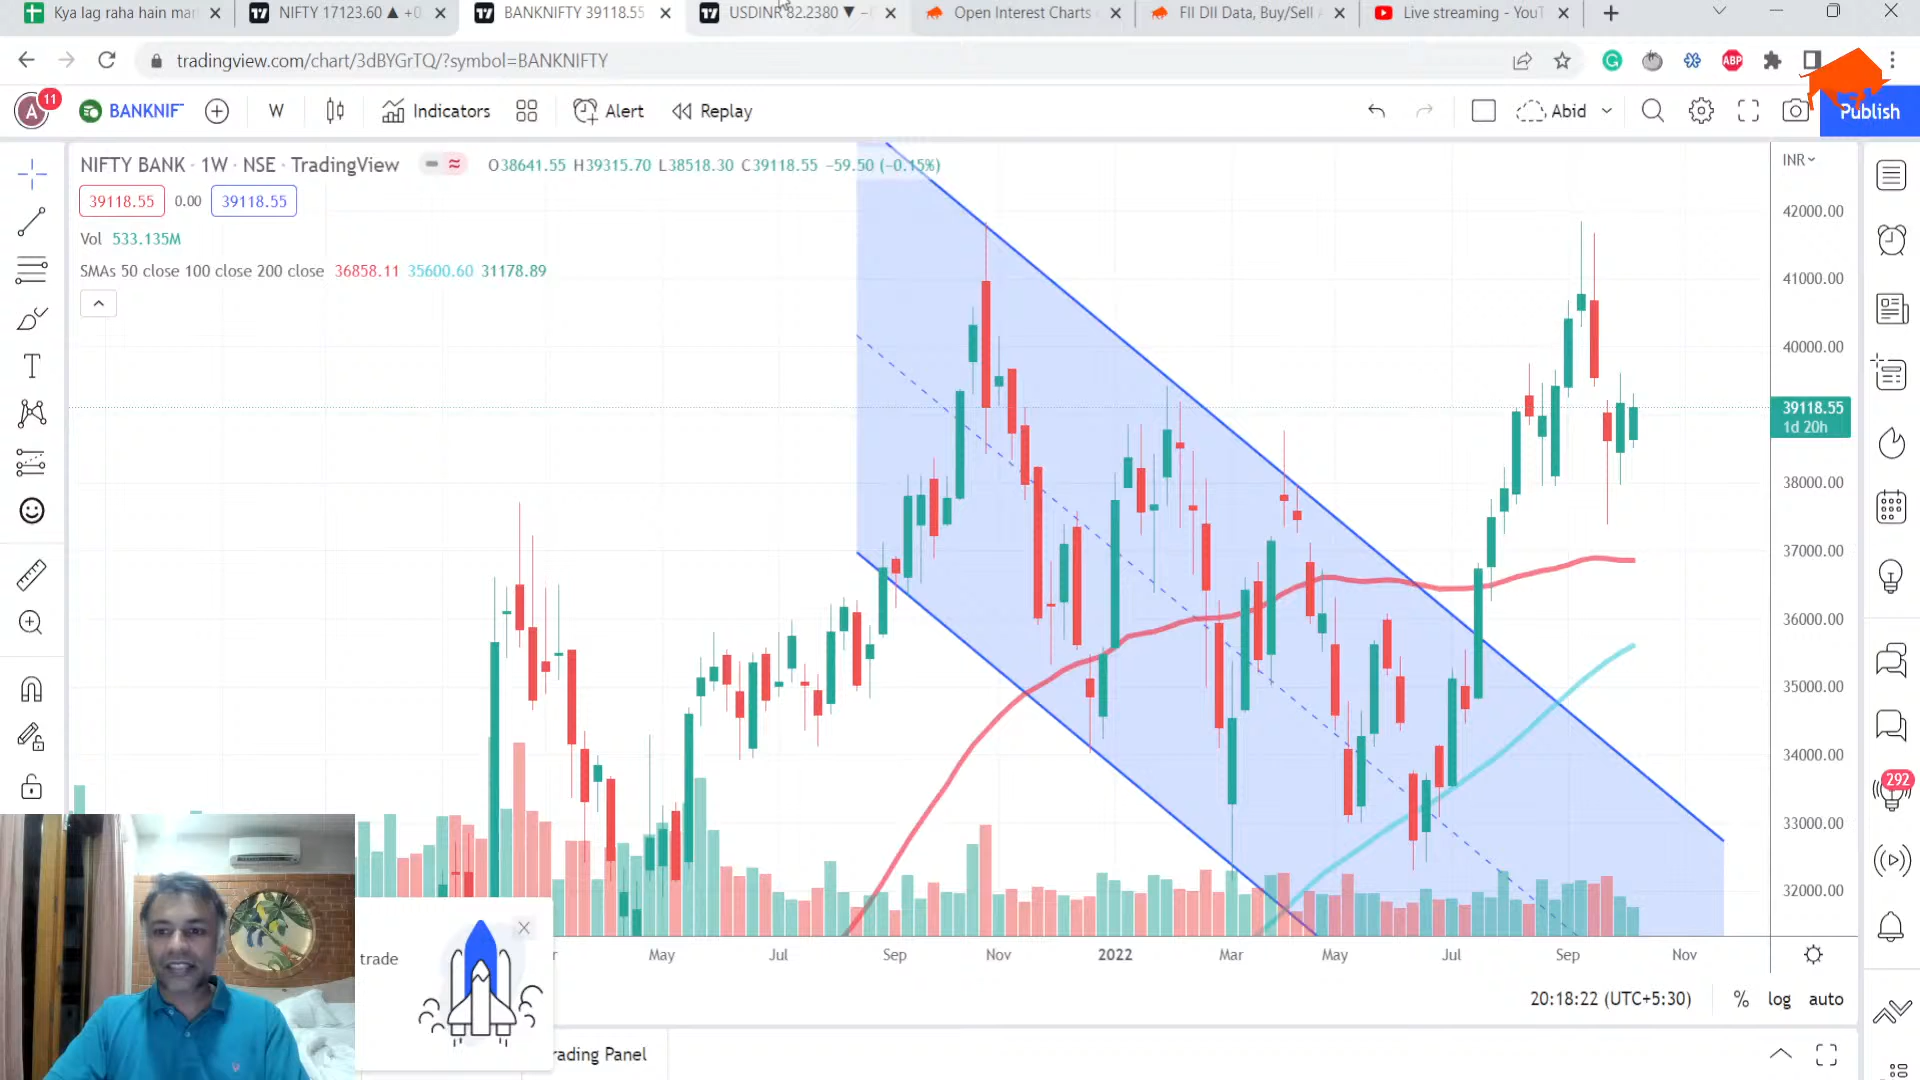 Kya lag raha hain mar
NIFTY 17123.60 ▲ +0
BANKNIFTY 39118.55
USDINR 82.2380 ▼ −
Open Interest Charts
FII DII Data, Buy/Sell
Live streaming - YouT
tradingview.com/chart/3dBYGrTQ/?symbol=BANKNIFTY
ABP
A 11
BANKNIF
W
Indicators
Alert
Replay
Abid
Publish
NIFTY BANK · 1W · NSE · TradingView
O38641.55 H39315.70 L38518.30 C39118.55 −59.50 (−0.15%)
INR
39118.55 0.00 39118.55
Vol 533.135M
SMAs 50 close 100 close 200 close 36858.11 35600.60 31178.89
42000.00
41000.00
40000.00
39118.55
1d 20h
38000.00
37000.00
36000.00
35000.00
34000.00
33000.00
32000.00
292
trade
May Jul Sep Nov 2022 Mar May Jul Sep Nov
20:18:22 (UTC+5:30) % log auto
rading Panel